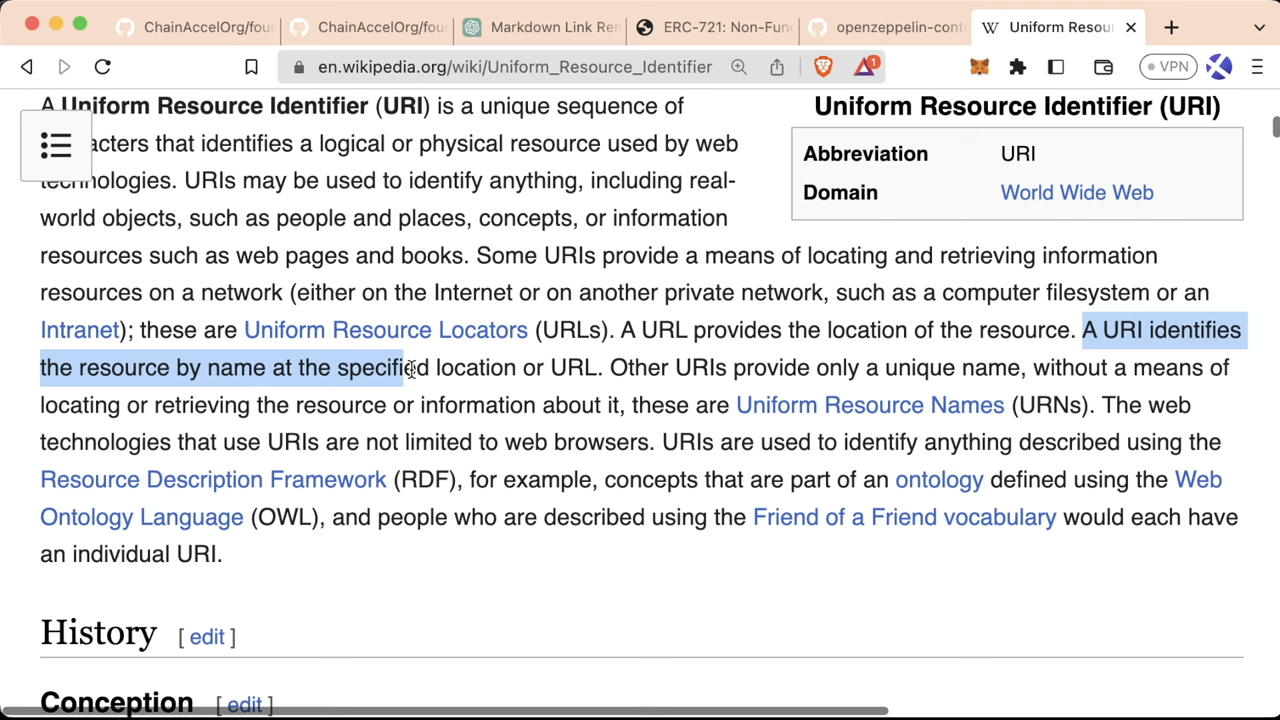 ChainAccelOrg/four
ChainAccelOrg/four
Markdown Link Ren
ERC-721: Non-Fung
openzeppelin-cont
W
Uniform Resour
en.wikipedia.org/wiki/Uniform_Resource_Identifier
1
VPN
A Uniform Resource Identifier (URI) is a unique sequence of
acters that identifies a logical or physical resource used by web
technologies. URIs may be used to identify anything, including real-
world objects, such as people and places, concepts, or information
resources such as web pages and books. Some URIs provide a means of locating and retrieving information
resources on a network (either on the Internet or on another private network, such as a computer filesystem or an
Intranet); these are Uniform Resource Locators (URLs). A URL provides the location of the resource. A URI identifies
the resource by name at the specified location or URL. Other URIs provide only a unique name, without a means of
locating or retrieving the resource or information about it, these are Uniform Resource Names (URNs). The web
technologies that use URIs are not limited to web browsers. URIs are used to identify anything described using the
Resource Description Framework (RDF), for example, concepts that are part of an ontology defined using the Web
Ontology Language (OWL), and people who are described using the Friend of a Friend vocabulary would each have
an individual URI.
Uniform Resource Identifier (URI)
Abbreviation URI
Domain World Wide Web
History [ edit ]
Conception [ edit ]